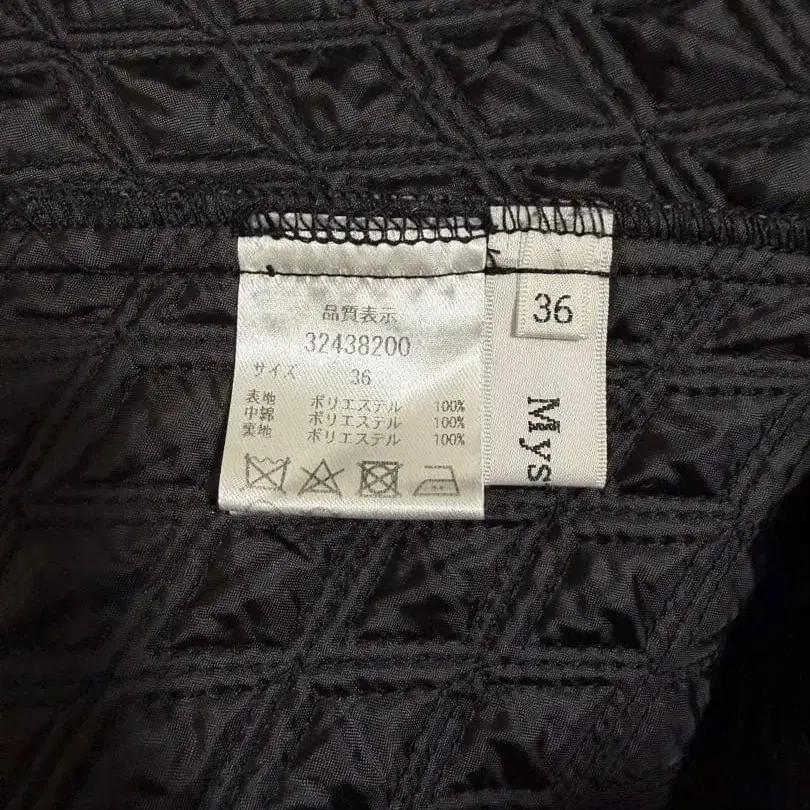 品質表示
32438200
サイズ 36
表地 ポリエステル 100%
中綿 ポリエステル 100%
裏地 ポリエステル 100%
36
Mys